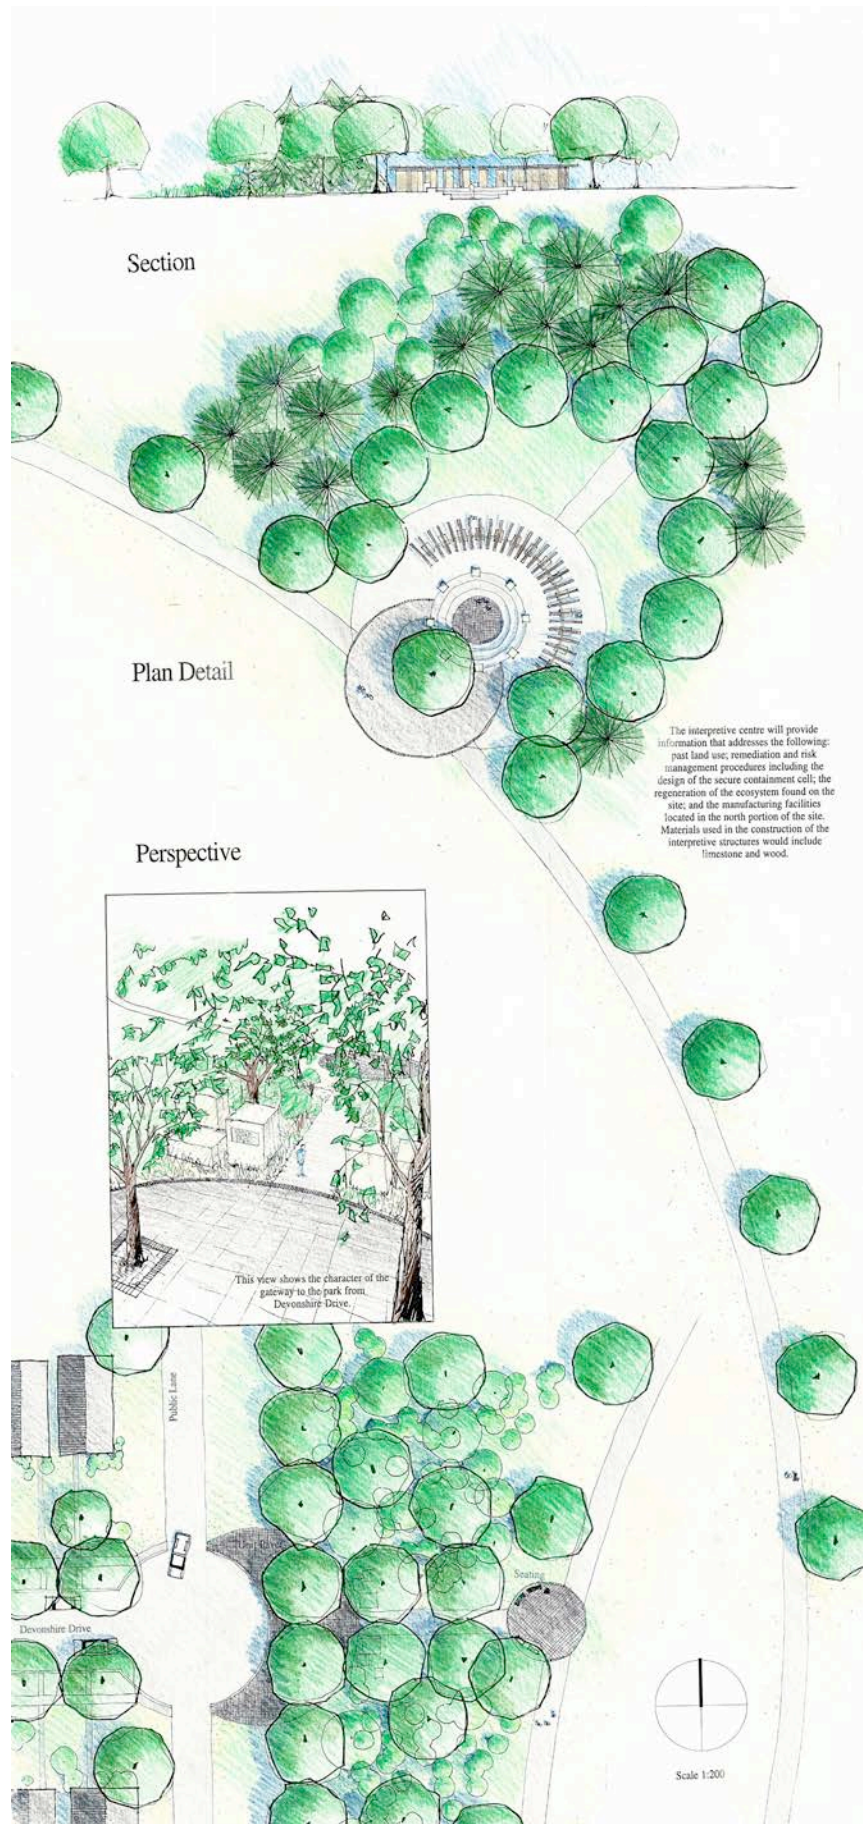 Section
Plan Detail
The interpretive centre will provide
information that addresses the following:
past land use; remediation and risk
management procedures including the
design of the secure containment cell; the
regeneration of the ecosystem found on the
site; and the manufacturing facilities
located in the north portion of the site.
Materials used in the construction of the
interpretive structures would include
limestone and wood.
Perspective
This view shows the character of the
gateway to the park from
Devonshire Drive.
Public Lane
Seating
Devonshire Drive
Scale 1:200